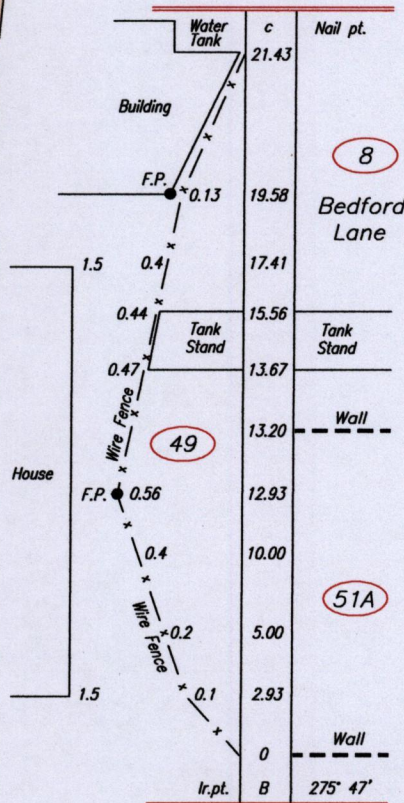 Water
Tank
c
Nail pt.
21.43
Building
8
F.P.
0.13
19.58
Bedford
Lane
1.5
0.4
17.41
0.44
15.56
Tank
Stand
Tank
Stand
0.47
13.67
Wire Fence
49
13.20
Wall
House
F.P.
0.56
12.93
0.4
10.00
51A
Wire Fence
0.2
5.00
1.5
0.1
2.93
0
Wall
Ir.pt.
B
275° 47'